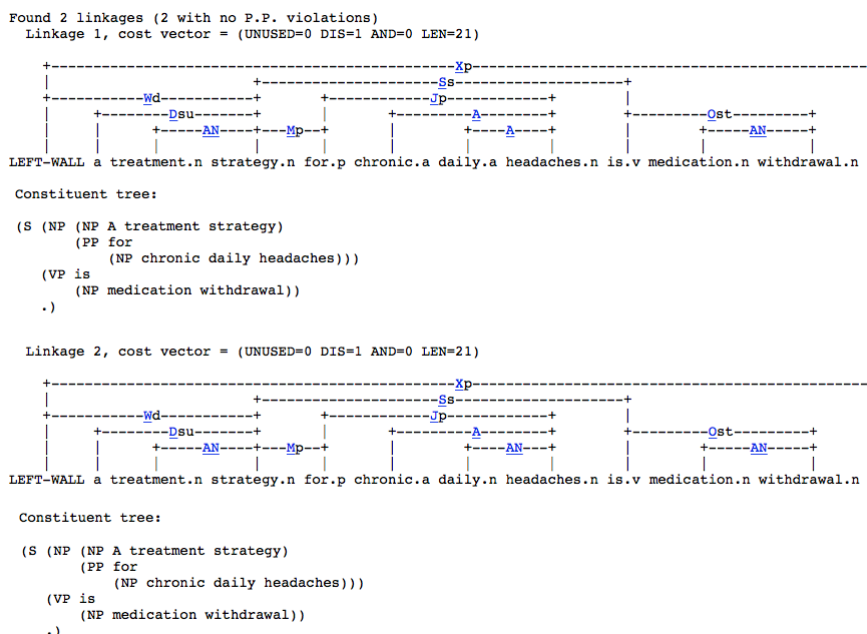 Found 2 linkages (2 with no P.P. violations)
Linkage 1, cost vector = (UNUSED=0 DIS=1 AND=0 LEN=21)
+-----------------------------------------------Xp----------------------------------------------
| +---------------------Ss--------------------+
+----------Wd----------+ +------------Jp-----------+ |
| +-------Dsu-------+ | +---------A---------+ +--------Ost---------+
| | +-----AN----+---Mp--+ | +----A----+ | +-----AN-----+
| | | | | | | | | | |
LEFT-WALL a treatment.n strategy.n for.p chronic.a daily.a headaches.n is.v medication.n withdrawal.n
Constituent tree:
(S (NP (NP A treatment strategy)
(PP for
(NP chronic daily headaches)))
(VP is
(NP medication withdrawal))
.)
Linkage 2, cost vector = (UNUSED=0 DIS=1 AND=0 LEN=21)
+-----------------------------------------------Xp----------------------------------------------
| +---------------------Ss--------------------+
+----------Wd----------+ +------------Jp-----------+ |
| +-------Dsu-------+ | +---------A---------+ +--------Ost---------+
| | +-----AN----+---Mp--+ | +----AN---+ | +-----AN-----+
| | | | | | | | | | |
LEFT-WALL a treatment.n strategy.n for.p chronic.a daily.n headaches.n is.v medication.n withdrawal.n
Constituent tree:
(S (NP (NP A treatment strategy)
(PP for
(NP chronic daily headaches)))
(VP is
(NP medication withdrawal))
.)